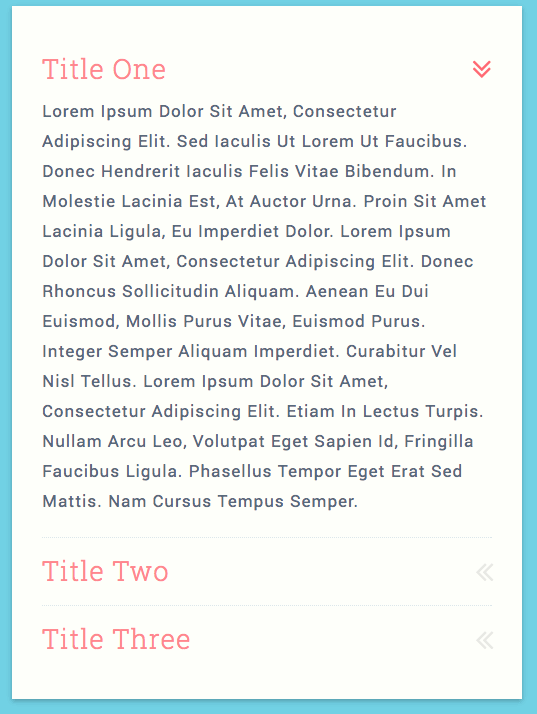 Title One
Lorem Ipsum Dolor Sit Amet, Consectetur
Adipiscing Elit. Sed Iaculis Ut Lorem Ut Faucibus.
Donec Hendrerit Iaculis Felis Vitae Bibendum. In
Molestie Lacinia Est, At Auctor Urna. Proin Sit Amet
Lacinia Ligula, Eu Imperdiet Dolor. Lorem Ipsum
Dolor Sit Amet, Consectetur Adipiscing Elit. Donec
Rhoncus Sollicitudin Aliquam. Aenean Eu Dui
Euismod, Mollis Purus Vitae, Euismod Purus.
Integer Semper Aliquam Imperdiet. Curabitur Vel
Nisl Tellus. Lorem Ipsum Dolor Sit Amet,
Consectetur Adipiscing Elit. Etiam In Lectus Turpis.
Nullam Arcu Leo, Volutpat Eget Sapien Id, Fringilla
Faucibus Ligula. Phasellus Tempor Eget Erat Sed
Mattis. Nam Cursus Tempus Semper.
Title Two
Title Three